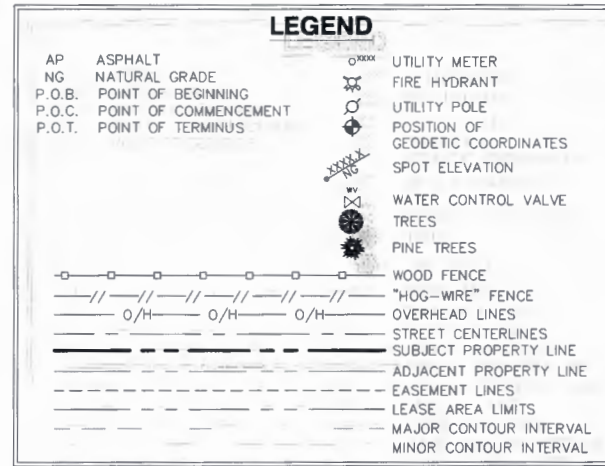 LEGEND
AP ASPHALT
NG NATURAL GRADE
P.O.B. POINT OF BEGINNING
P.O.C. POINT OF COMMENCEMENT
P.O.T. POINT OF TERMINUS
XXXX UTILITY METER
FIRE HYDRANT
UTILITY POLE
POSITION OF
GEODETIC COORDINATES
XXXX.X
NG
SPOT ELEVATION
WV
WATER CONTROL VALVE
TREES
PINE TREES
WOOD FENCE
"HOG-WIRE" FENCE
O/H O/H O/H OVERHEAD LINES
STREET CENTERLINES
SUBJECT PROPERTY LINE
ADJACENT PROPERTY LINE
EASEMENT LINES
LEASE AREA LIMITS
MAJOR CONTOUR INTERVAL
MINOR CONTOUR INTERVAL